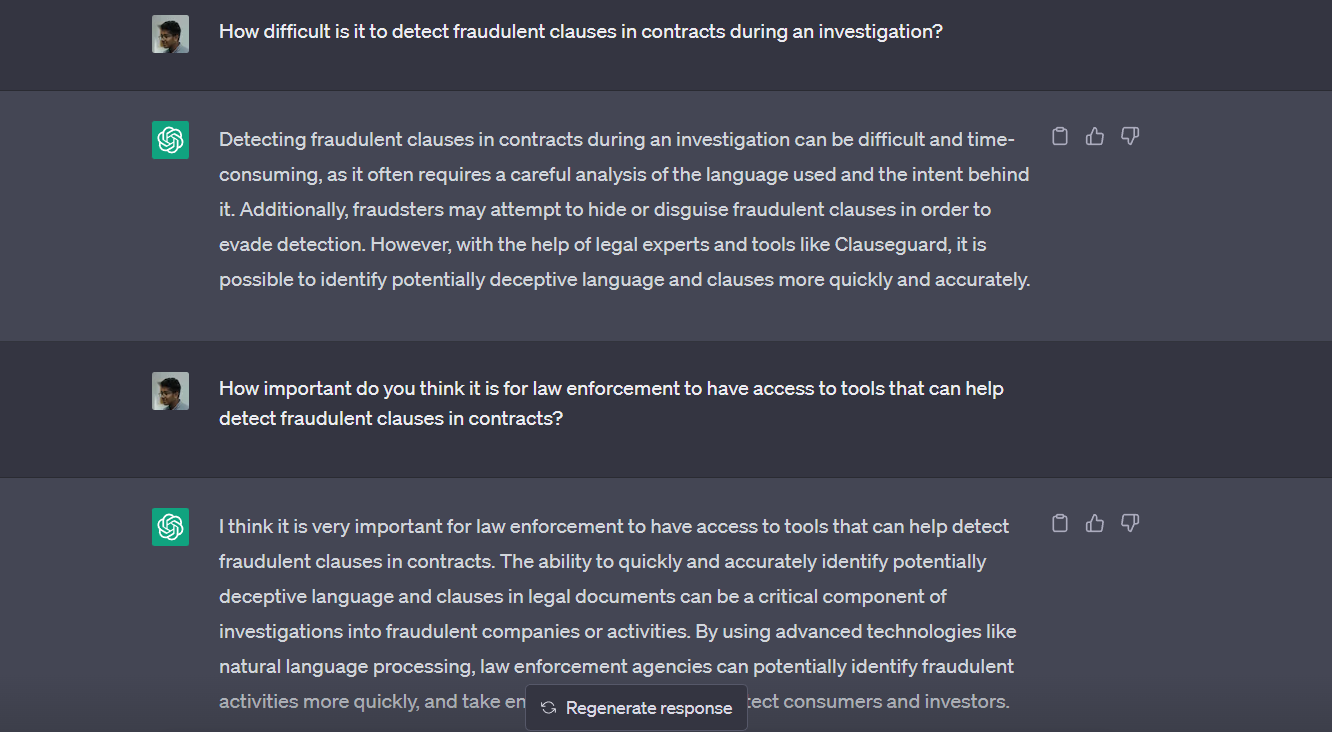 How difficult is it to detect fraudulent clauses in contracts during an investigation?
Detecting fraudulent clauses in contracts during an investigation can be difficult and time-
consuming, as it often requires a careful analysis of the language used and the intent behind
it. Additionally, fraudsters may attempt to hide or disguise fraudulent clauses in order to
evade detection. However, with the help of legal experts and tools like Clauseguard, it is
possible to identify potentially deceptive language and clauses more quickly and accurately.
How important do you think it is for law enforcement to have access to tools that can help
detect fraudulent clauses in contracts?
I think it is very important for law enforcement to have access to tools that can help detect
fraudulent clauses in contracts. The ability to quickly and accurately identify potentially
deceptive language and clauses in legal documents can be a critical component of
investigations into fraudulent companies or activities. By using advanced technologies like
natural language processing, law enforcement agencies can potentially identify fraudulent
activities more quickly, and take consumers and investors.
Regenerate response